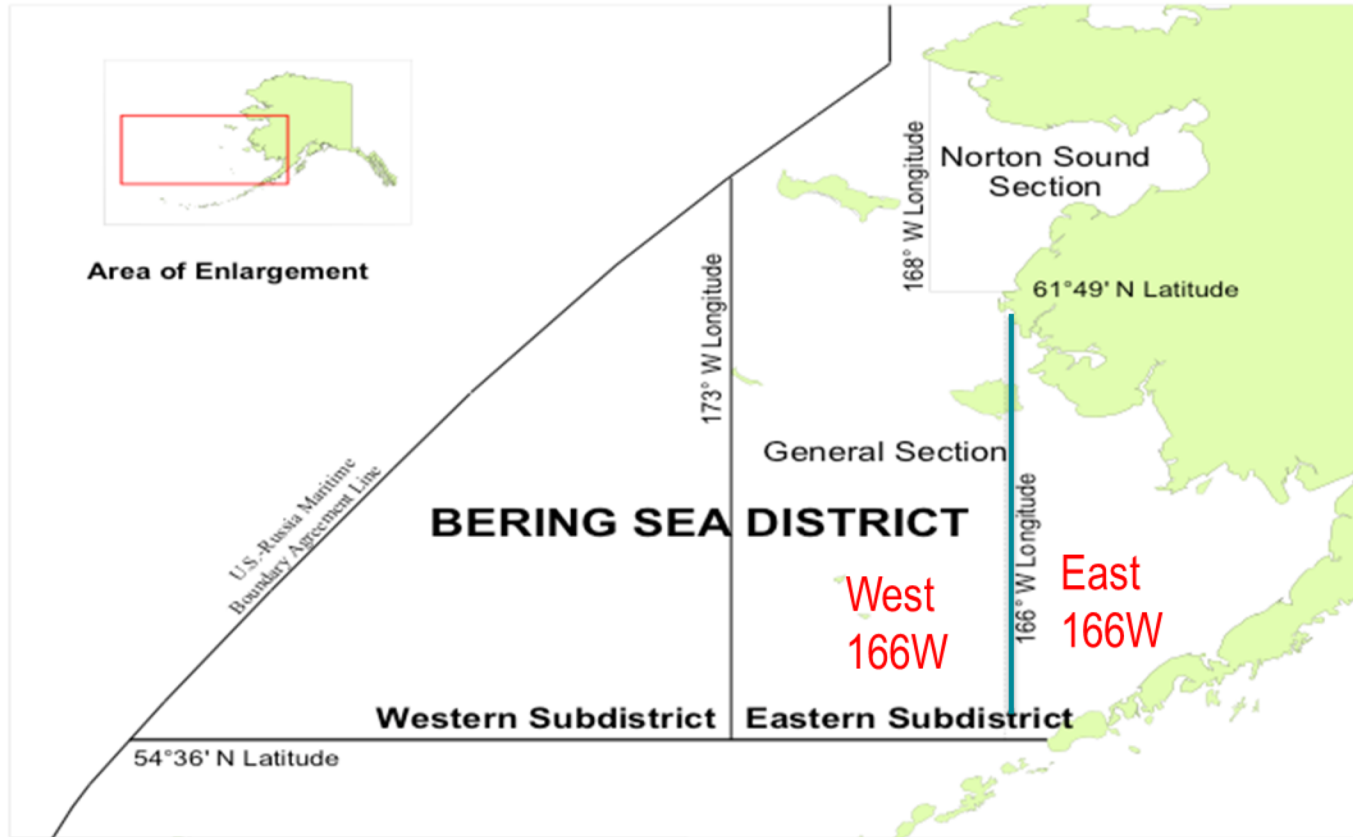 Area of Enlargement
Norton Sound
Section
168° W Longitude
61°49' N Latitude
173° W Longitude
General Section
U.S.-Russia Maritime
Boundary Agreement Line
BERING SEA DISTRICT
166° W Longitude
West
166W
East
166W
Western Subdistrict
Eastern Subdistrict
54°36' N Latitude